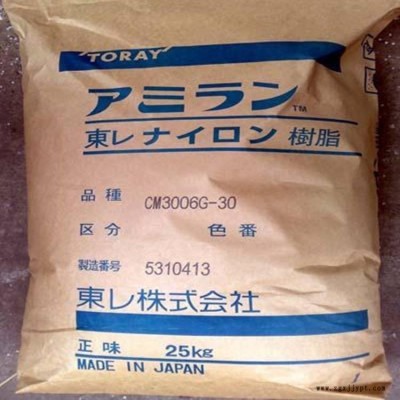 TORAY
アミラン™
東レ ナイロン 樹脂
品種 CM3006G-30
区分 色番
製造番号 5310413
東レ株式会社
正味 25kg
MADE IN JAPAN